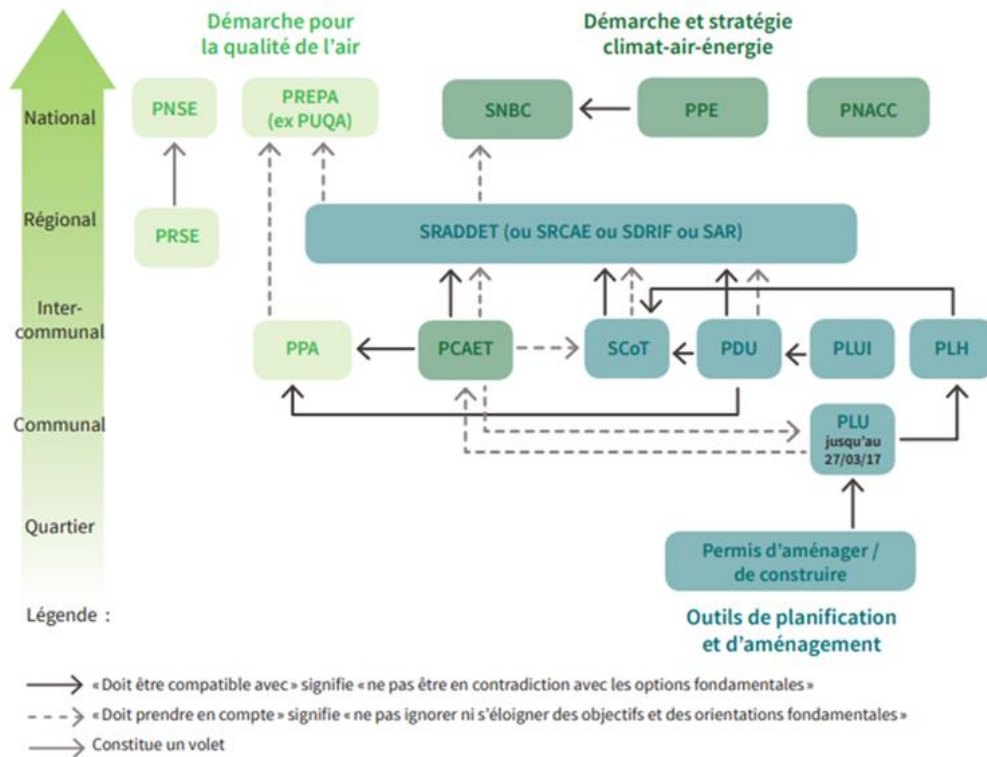 Démarche pour
la qualité de l'air
Démarche et stratégie
climat-air-énergie
National
PNSE
PREPA
(ex PUQA)
SNBC
PPE
PNACC
Régional
PRSE
SRADDET (ou SRCAE ou SDRIF ou SAR)
Inter-
communal
PPA
PCAET
SCoT
PDU
PLUI
PLH
Communal
PLU
jusqu'au
27/03/17
Quartier
Permis d'aménager /
de construire
Légende :
Outils de planification
et d'aménagement
« Doit être compatible avec » signifie « ne pas être en contradiction avec les options fondamentales »
« Doit prendre en compte » signifie « ne pas ignorer ni s'éloigner des objectifs et des orientations fondamentales »
Constitue un volet